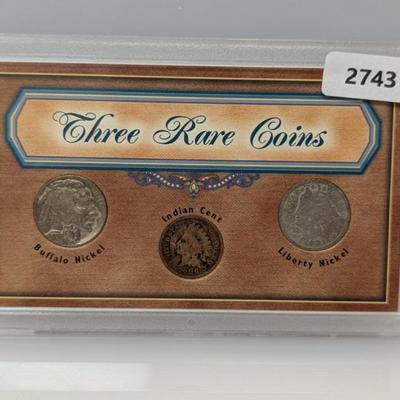 2743
Three Rare Coins
Indian Cent
Buffalo Nickel
Liberty Nickel